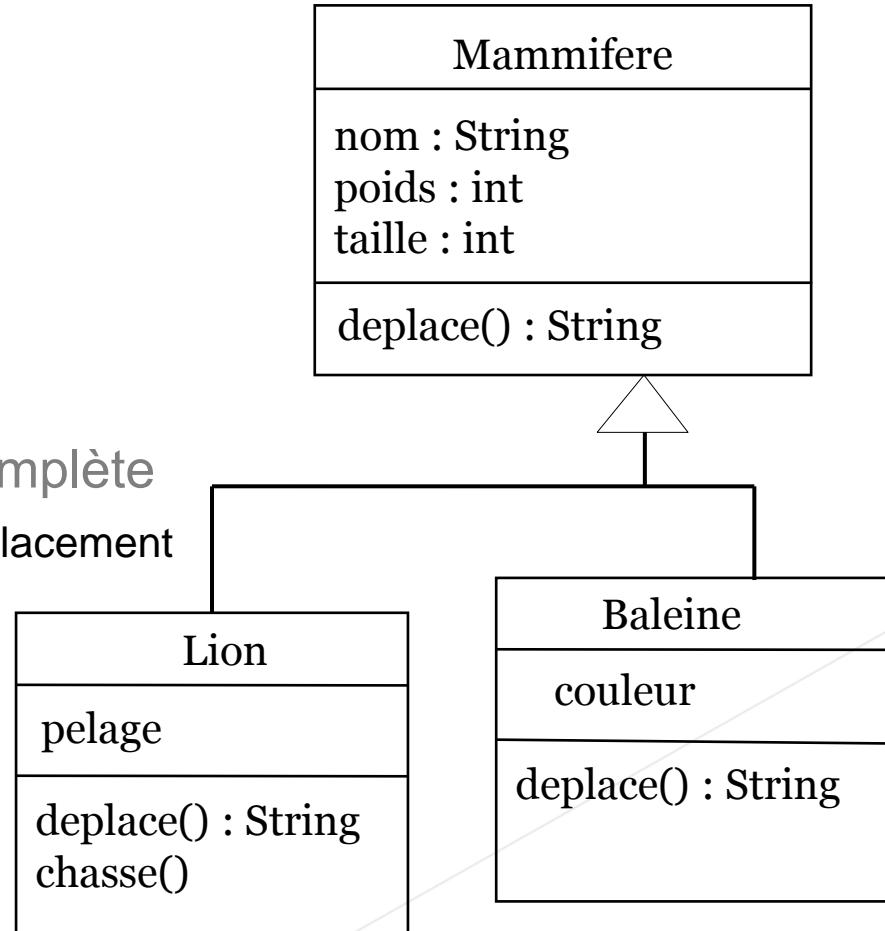 Mammifere
nom : String
poids : int
taille : int
deplace() : String
mplète
lacement
Lion
pelage
deplace() : String
chasse()
Baleine
couleur
deplace() : String